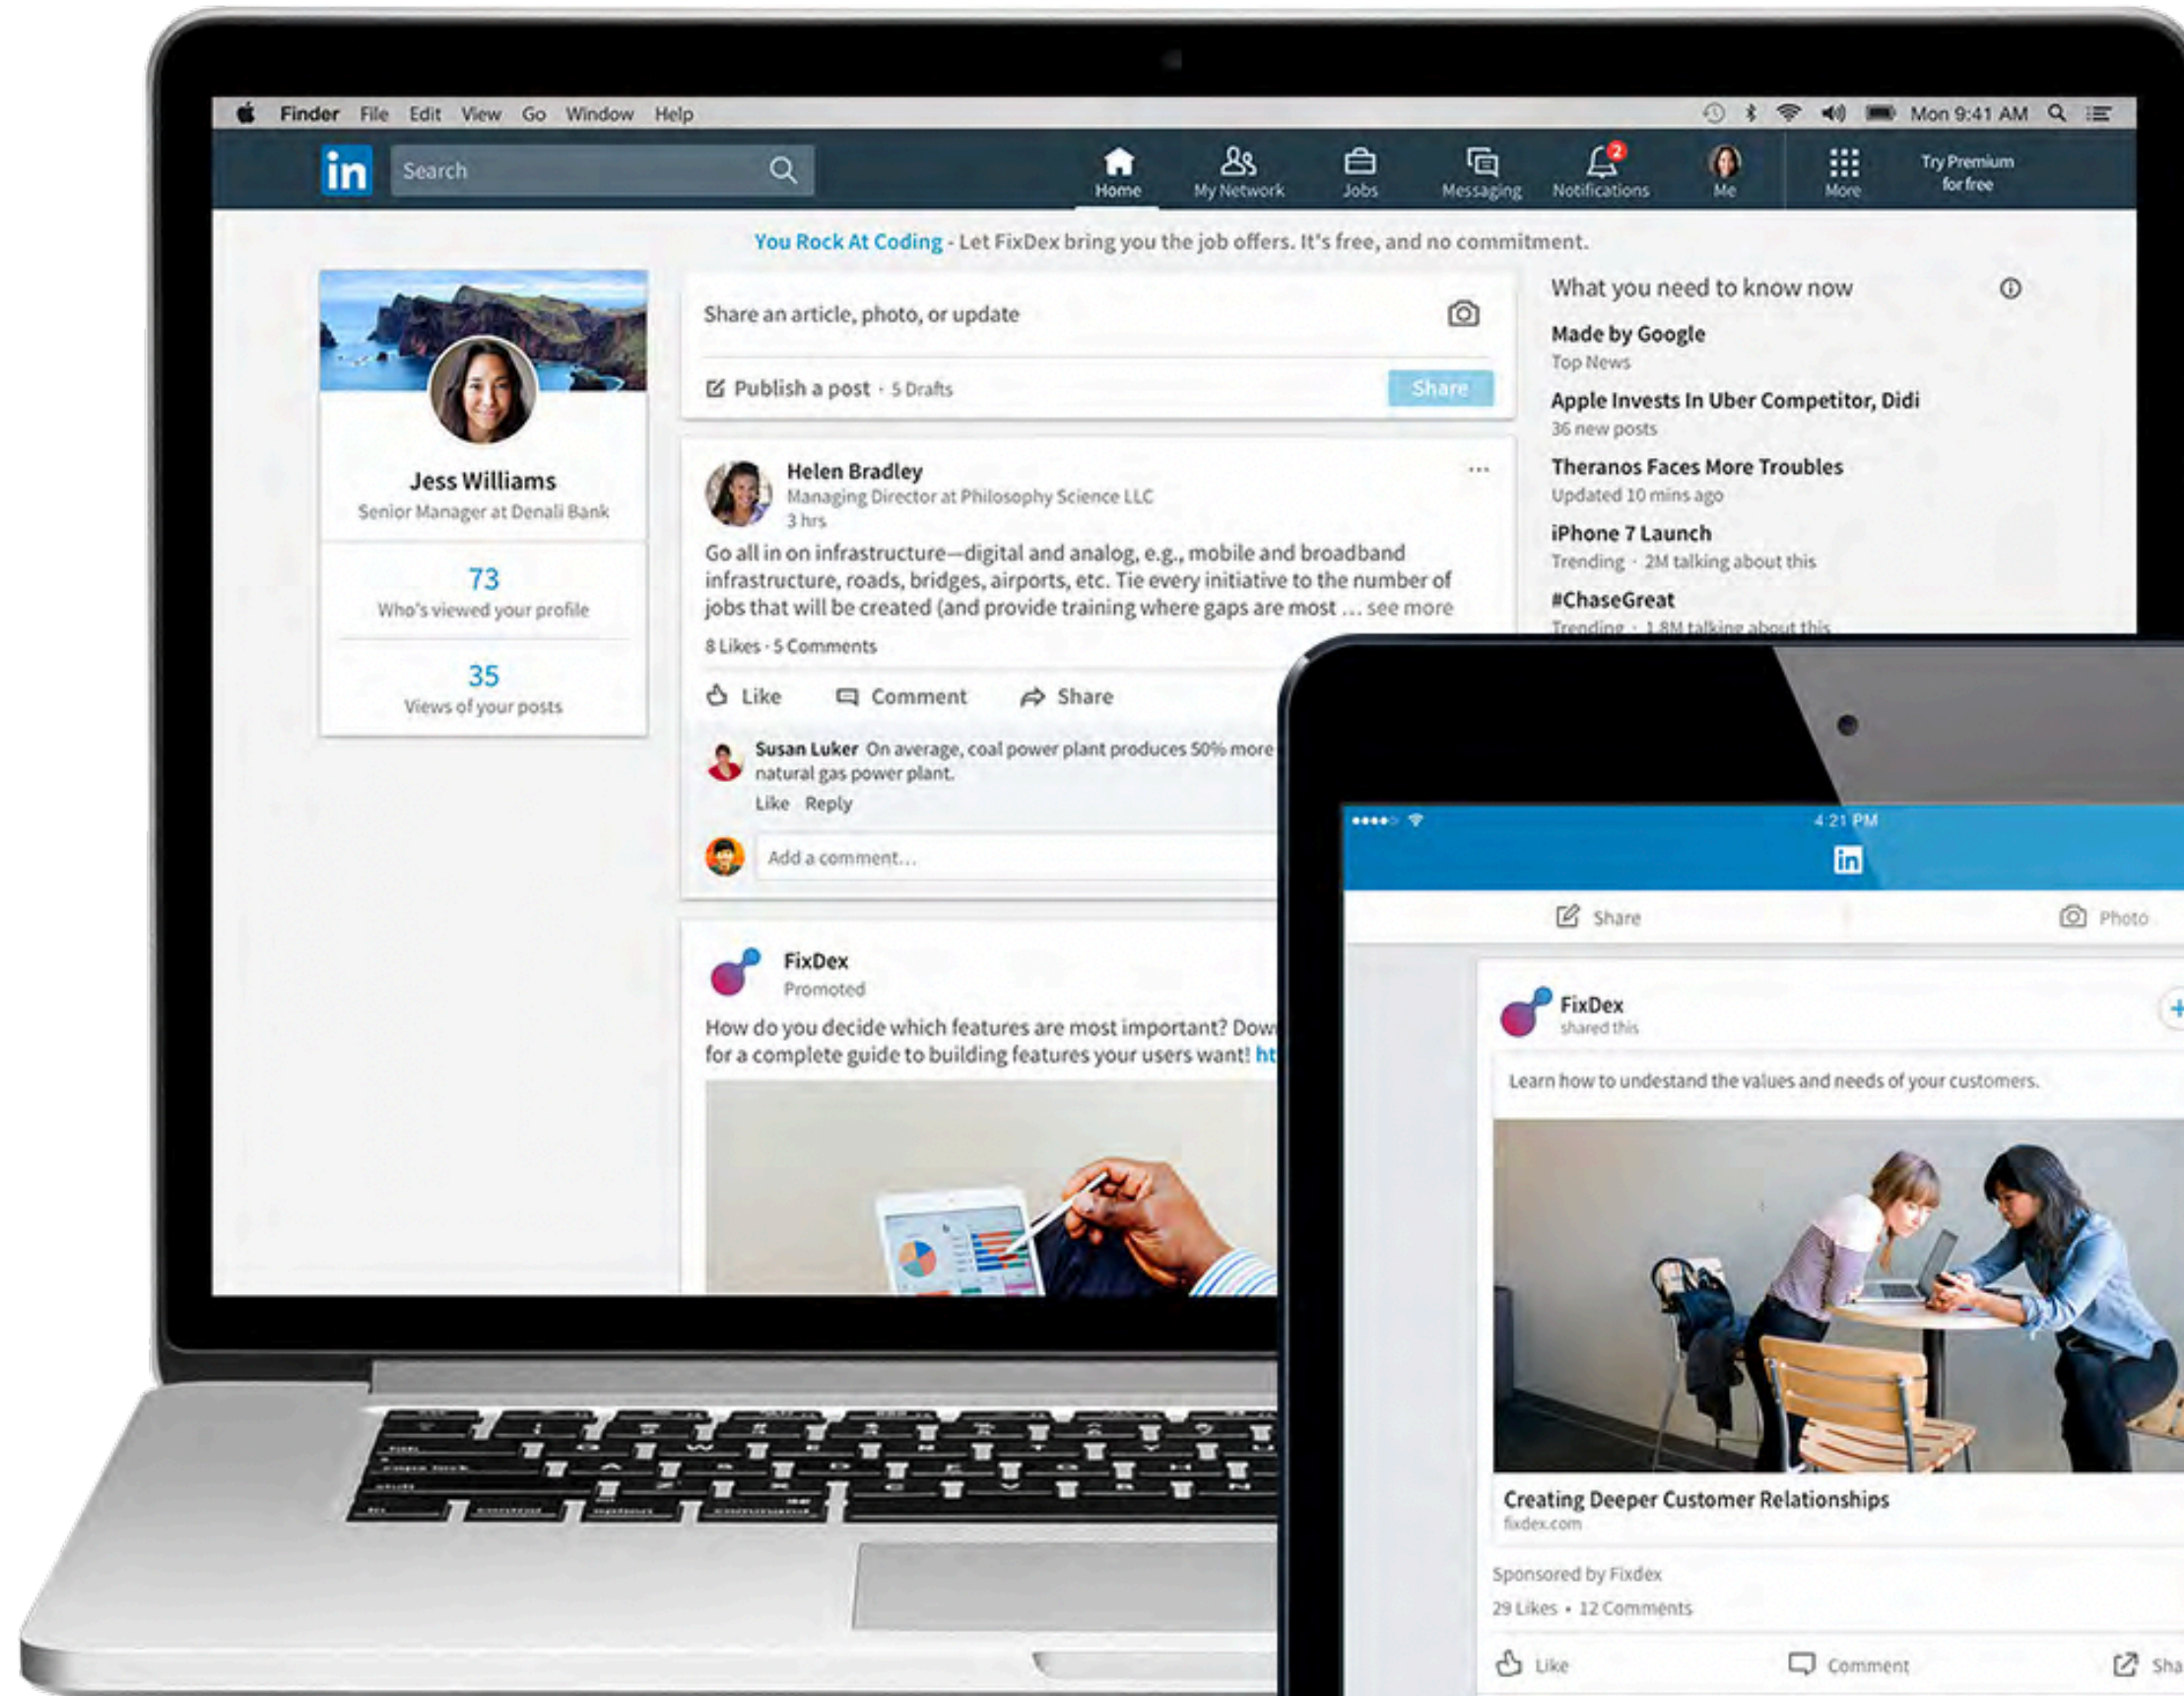 Finder File Edit View Go Window Help
Mon 9:41 AM
in
Search
Home
My Network
Jobs
Messaging
2
Notifications
Me
More
Try Premium
for free
You Rock At Coding - Let FixDex bring you the job offers. It's free, and no commitment.
Jess Williams
Senior Manager at Denali Bank
73
Who's viewed your profile
35
Views of your posts
Share an article, photo, or update
Publish a post · 5 Drafts
Share
Helen Bradley
Managing Director at Philosophy Science LLC
3 hrs
Go all in on infrastructure—digital and analog, e.g., mobile and broadband
infrastructure, roads, bridges, airports, etc. Tie every initiative to the number of
jobs that will be created (and provide training where gaps are most … see more
8 Likes · 5 Comments
Like
Comment
Share
Susan Luker On average, coal power plant produces 50% more
natural gas power plant.
Like Reply
Add a comment…
FixDex
Promoted
How do you decide which features are most important?
for a complete guide to building features your users want!
What you need to know now
Made by Google
Top News
Apple Invests In Uber Competitor, Didi
36 new posts
Theranos Faces More Troubles
Updated 10 mins ago
iPhone 7 Launch
Trending · 2M talking about this
#ChaseGreat
Trending · 1.8M talking about this
4:21 PM
in
Share
Photo
FixDex
shared this
Learn how to undestand the values and needs of your customers.
Creating Deeper Customer Relationships
fixdex.com
Sponsored by Fixdex
29 Likes • 12 Comments
Like
Comment